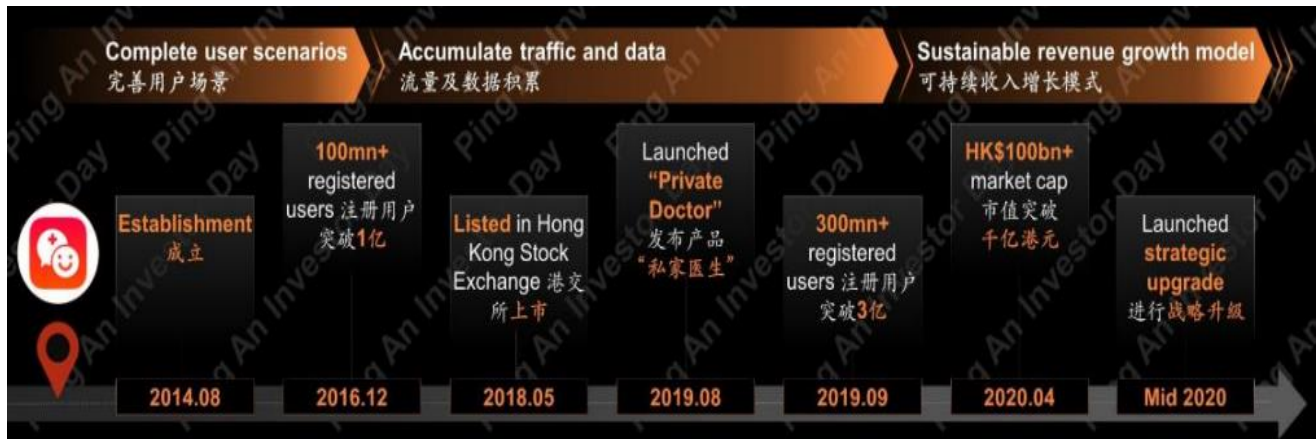 Complete user scenarios
完善用户场景
Accumulate traffic and data
流量及数据积累
Sustainable revenue growth model
可持续收入增长模式
Establishment
成立
100mn+
registered
users 注册用户
突破1亿
Listed in Hong
Kong Stock
Exchange 港交
所上市
Launched
“Private
Doctor”
发布产品
“私家医生”
300mn+
registered
users 注册用户
突破3亿
HK$100bn+
market cap
市值突破
千亿港元
Launched
strategic
upgrade
进行战略升级
2014.08
2016.12
2018.05
2019.08
2019.09
2020.04
Mid 2020
Ping An Investor Day